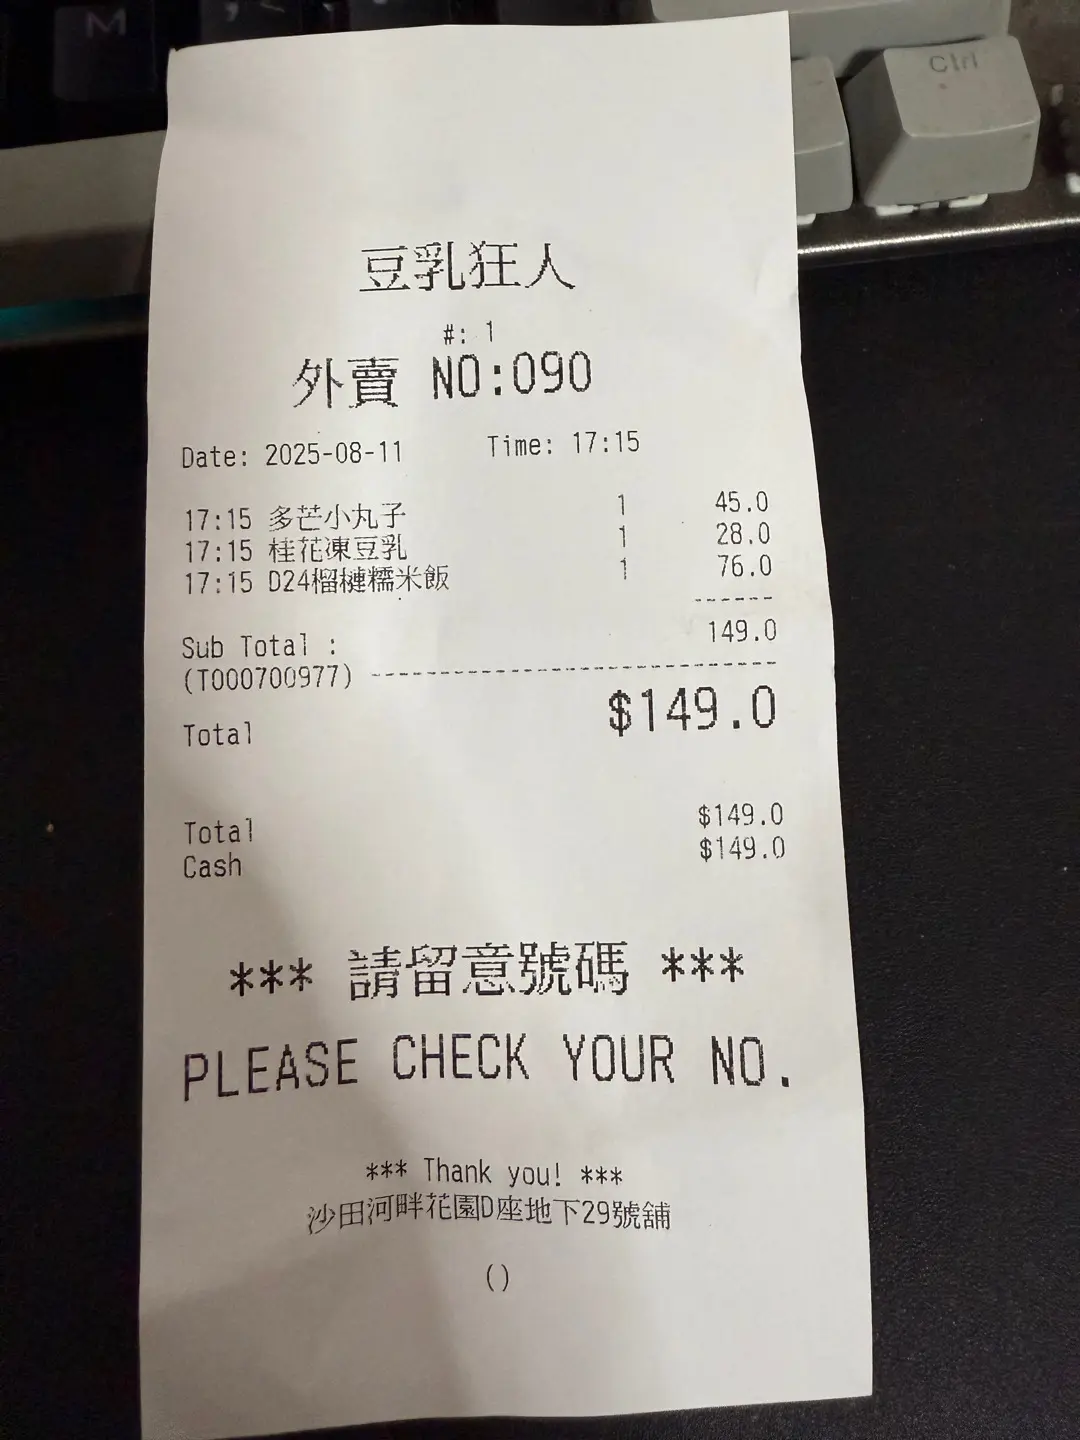 M
Ctrl
豆乳狂人
#: 1
外賣 NO:090
Date: 2025-08-11 Time: 17:15
17:15 多芒小丸子 1 45.0
17:15 桂花凍豆乳 1 28.0
17:15 D24榴槤糯米飯 1 76.0
------
Sub Total : 149.0
(T000700977) ------------------------------
Total $149.0
Total $149.0
Cash $149.0
*** 請留意號碼 ***
PLEASE CHECK YOUR NO.
*** Thank you! ***
沙田河畔花園D座地下29號舖
()